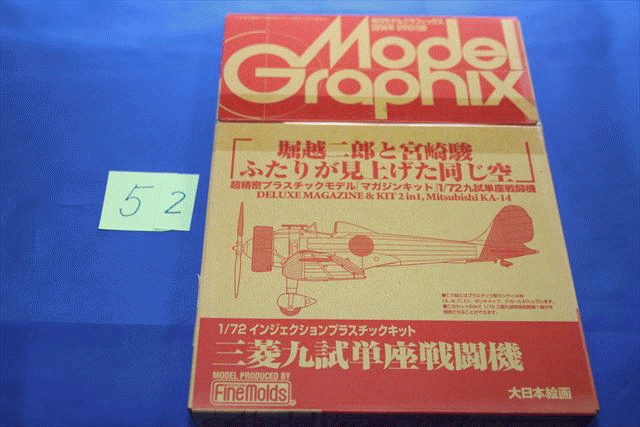 Model
Graphix
52
堀越二郎と宮崎駿
ふたりが見上げた同じ空
超精密プラスチックモデル「マガジンキット」1/72九試単座戦闘機
DELUXE MAGAZINE & KIT 2 in 1, Mitsubishi KA-14
1/72 インジェクションプラスチックキット
三菱九試単座戦闘機
MODEL PRODUCED BY
FineMolds
大日本絵画